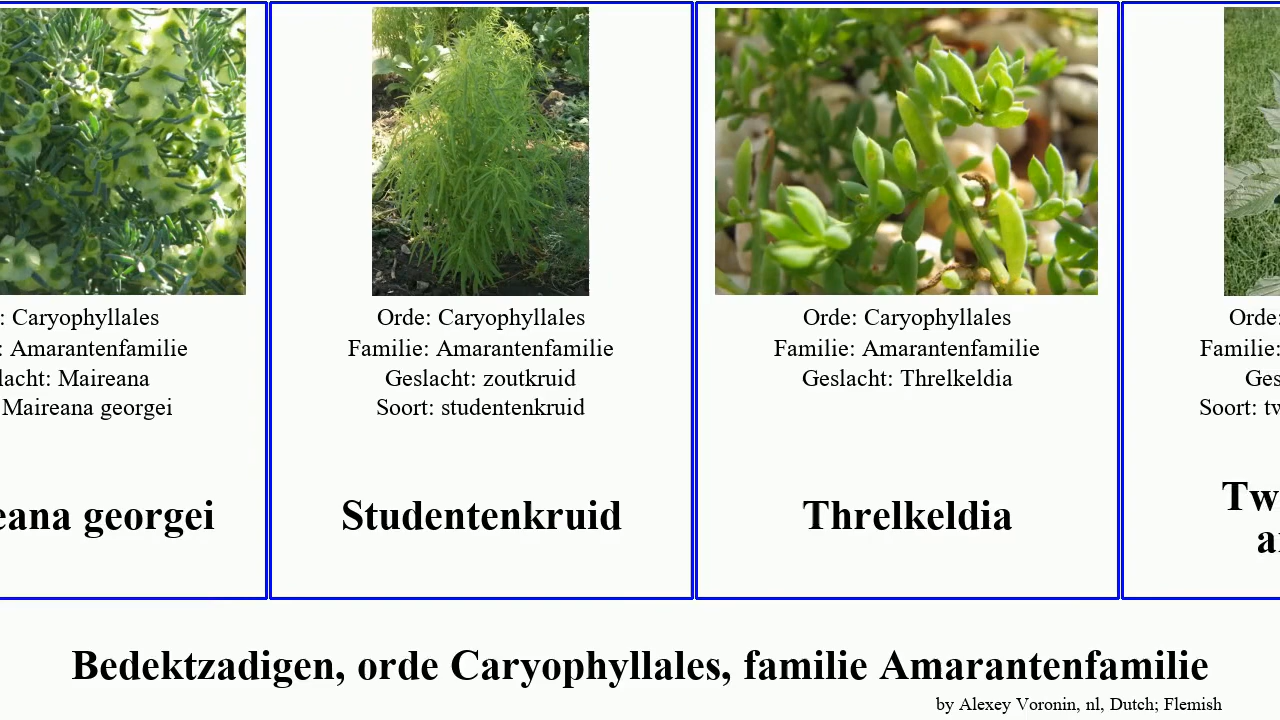 : Caryophyllales
: Amarantenfamilie
lacht: Maireana
Maireana georgei
eana georgei
Orde: Caryophyllales
Familie: Amarantenfamilie
Geslacht: zoutkruid
Soort: studentenkruid
Studentenkruid
Orde: Caryophyllales
Familie: Amarantenfamilie
Geslacht: Threlkeldia
Threlkeldia
Orde:
Familie:
Ges
Soort: tw
Tw
Bedektzadigen, orde Caryophyllales, familie Amarantenfamilie
by Alexey Voronin, nl, Dutch; Flemish